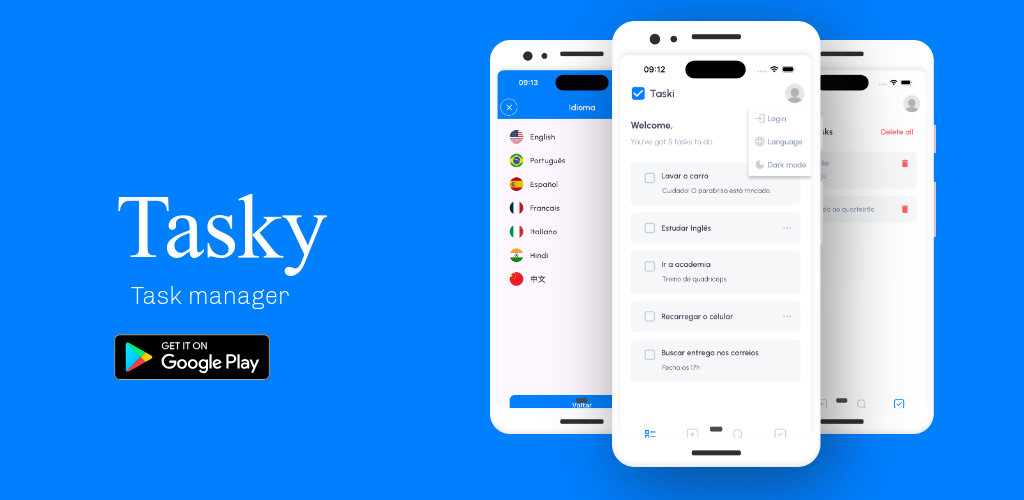 Tasky
Task manager
GET IT ON
Google Play
09:13
Idioma
English
Português
Español
Français
Italiano
Hindi
中文
Voltar
09:12
Taski
Login
Language
Dark mode
Welcome,
You've got 5 tasks to do
Lavar o carro
Cuidado! O parabrisa está trincado.
Estudar Inglês
Ir a academia
Treino de quadríceps
Recarregar o celular
Buscar entrega nos correios
Fecha às 17h
Delete all
no quarteirão